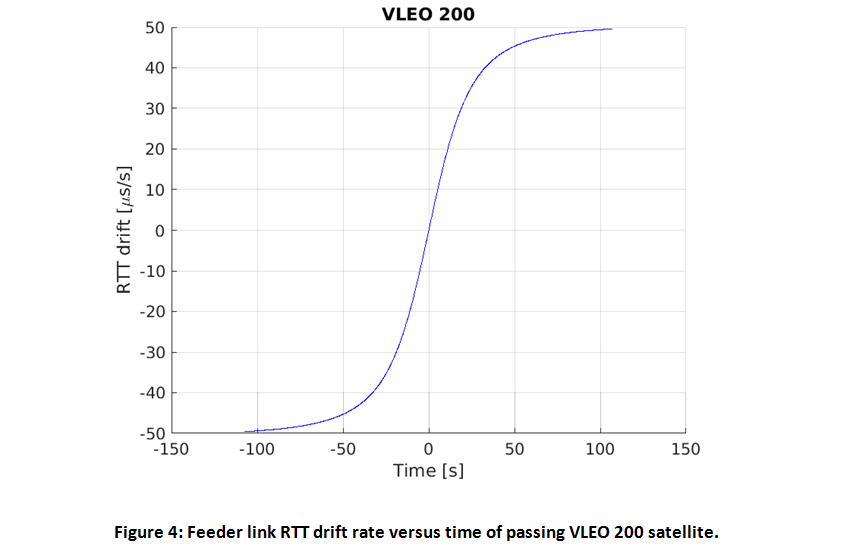 VLEO 200
50
40
30
20
10
0
-10
-20
-30
-40
-50
RTT drift [μs/s]
-150 -100 -50 0 50 100 150
Time [s]
Figure 4: Feeder link RTT drift rate versus time of passing VLEO 200 satellite.